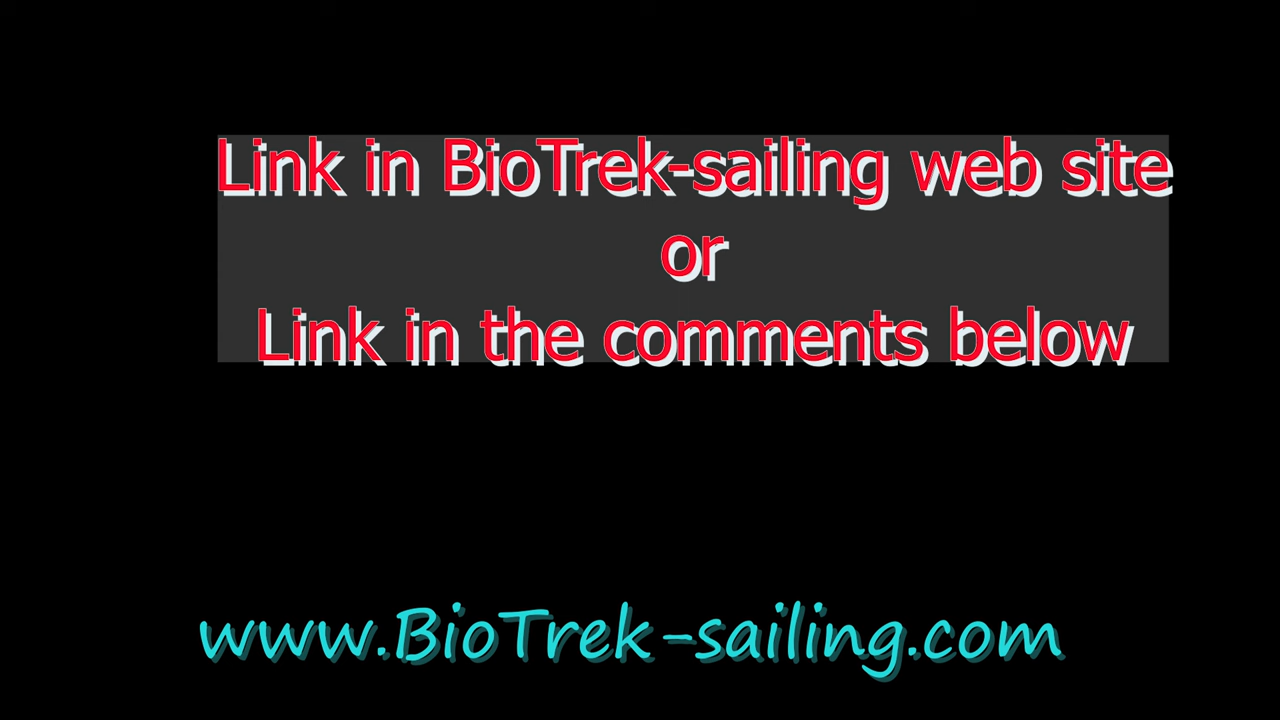 Link in BioTrek-sailing web site
or
Link in the comments below
www.BioTrek-sailing.com